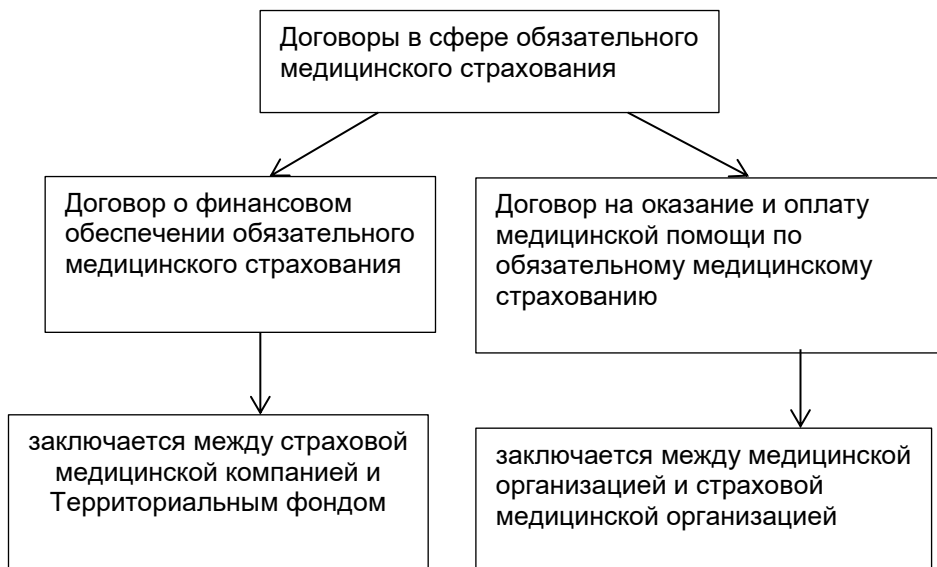 Договоры в сфере обязательного
медицинского страхования
Договор о финансовом
обеспечении обязательного
медицинского страхования
Договор на оказание и оплату
медицинской помощи по
обязательному медицинскому
страхованию
заключается между страховой
медицинской компанией и
Территориальным фондом
заключается между медицинской
организацией и страховой
медицинской организацией